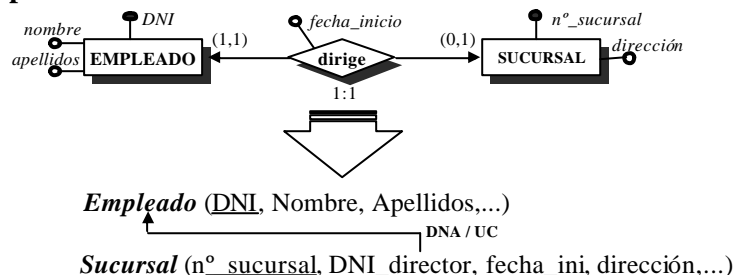 DNI
fecha_inicio
nº_sucursal
nombre
(1,1)
(0,1)
dirección
apellidos
EMPLEADO
dirige
SUCURSAL
1:1
Empleado (DNI, Nombre, Apellidos,...)
DNA / UC
Sucursal (nº_sucursal, DNI_director, fecha_ini, dirección,...)